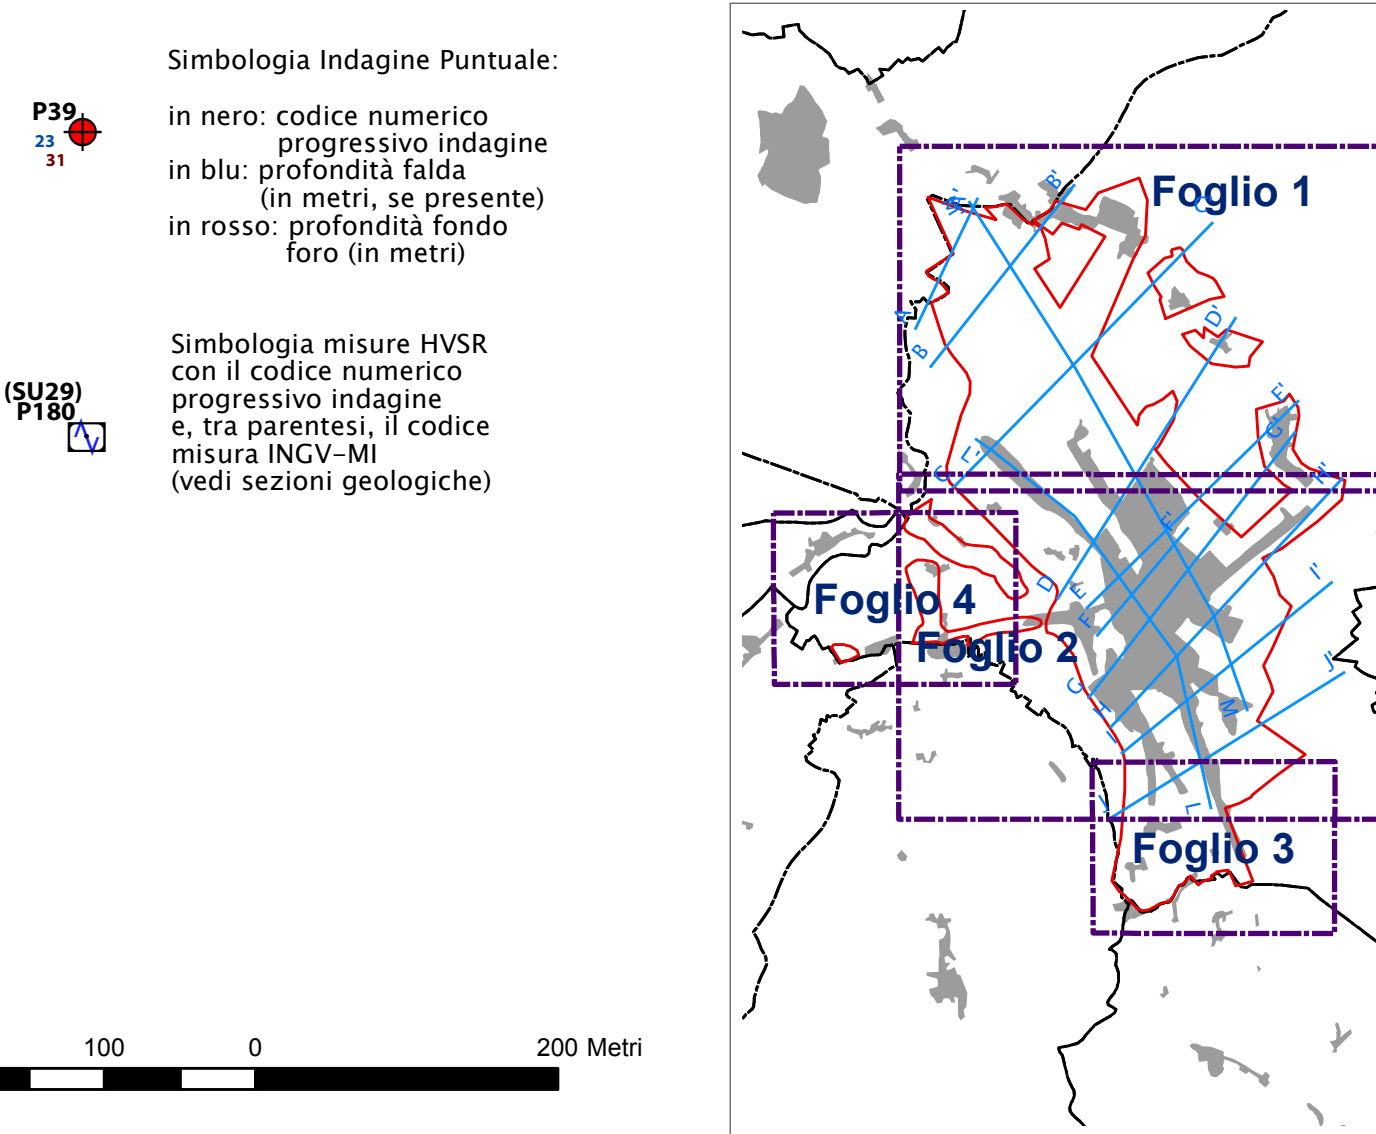 Simbologia Indagine Puntuale:
P39
23
31
in nero: codice numerico
progressivo indagine
in blu: profondità falda
(in metri, se presente)
in rosso: profondità fondo
foro (in metri)
Simbologia misure HVSR
con il codice numerico
progressivo indagine
e, tra parentesi, il codice
misura INGV-MI
(vedi sezioni geologiche)
(SU29)
P180
100 0 200 Metri
Foglio 1
B'
A
B
D'
E'
G'
C
L'
H'
F'
I'
Foglio 4
D
E
F
Foglio 2
J'
G
H
I
M
J
L
Foglio 3